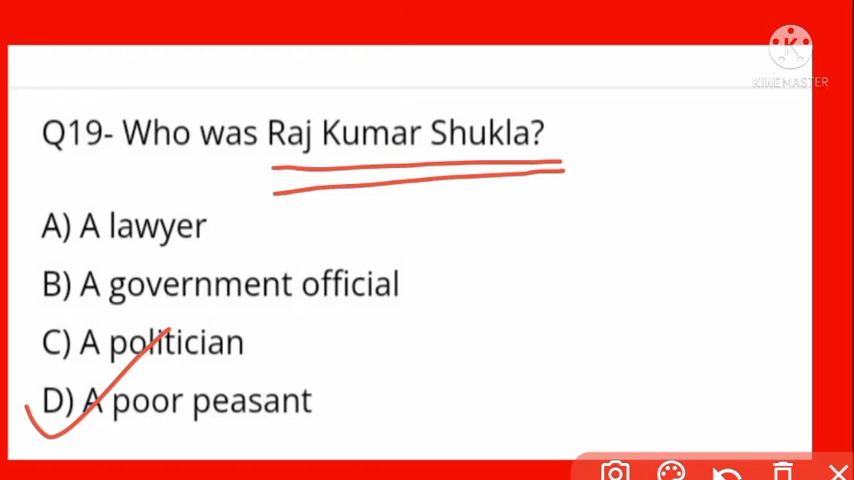 KINEMASTER
Q19- Who was Raj Kumar Shukla?
A) A lawyer
B) A government official
C) A politician
D) A poor peasant